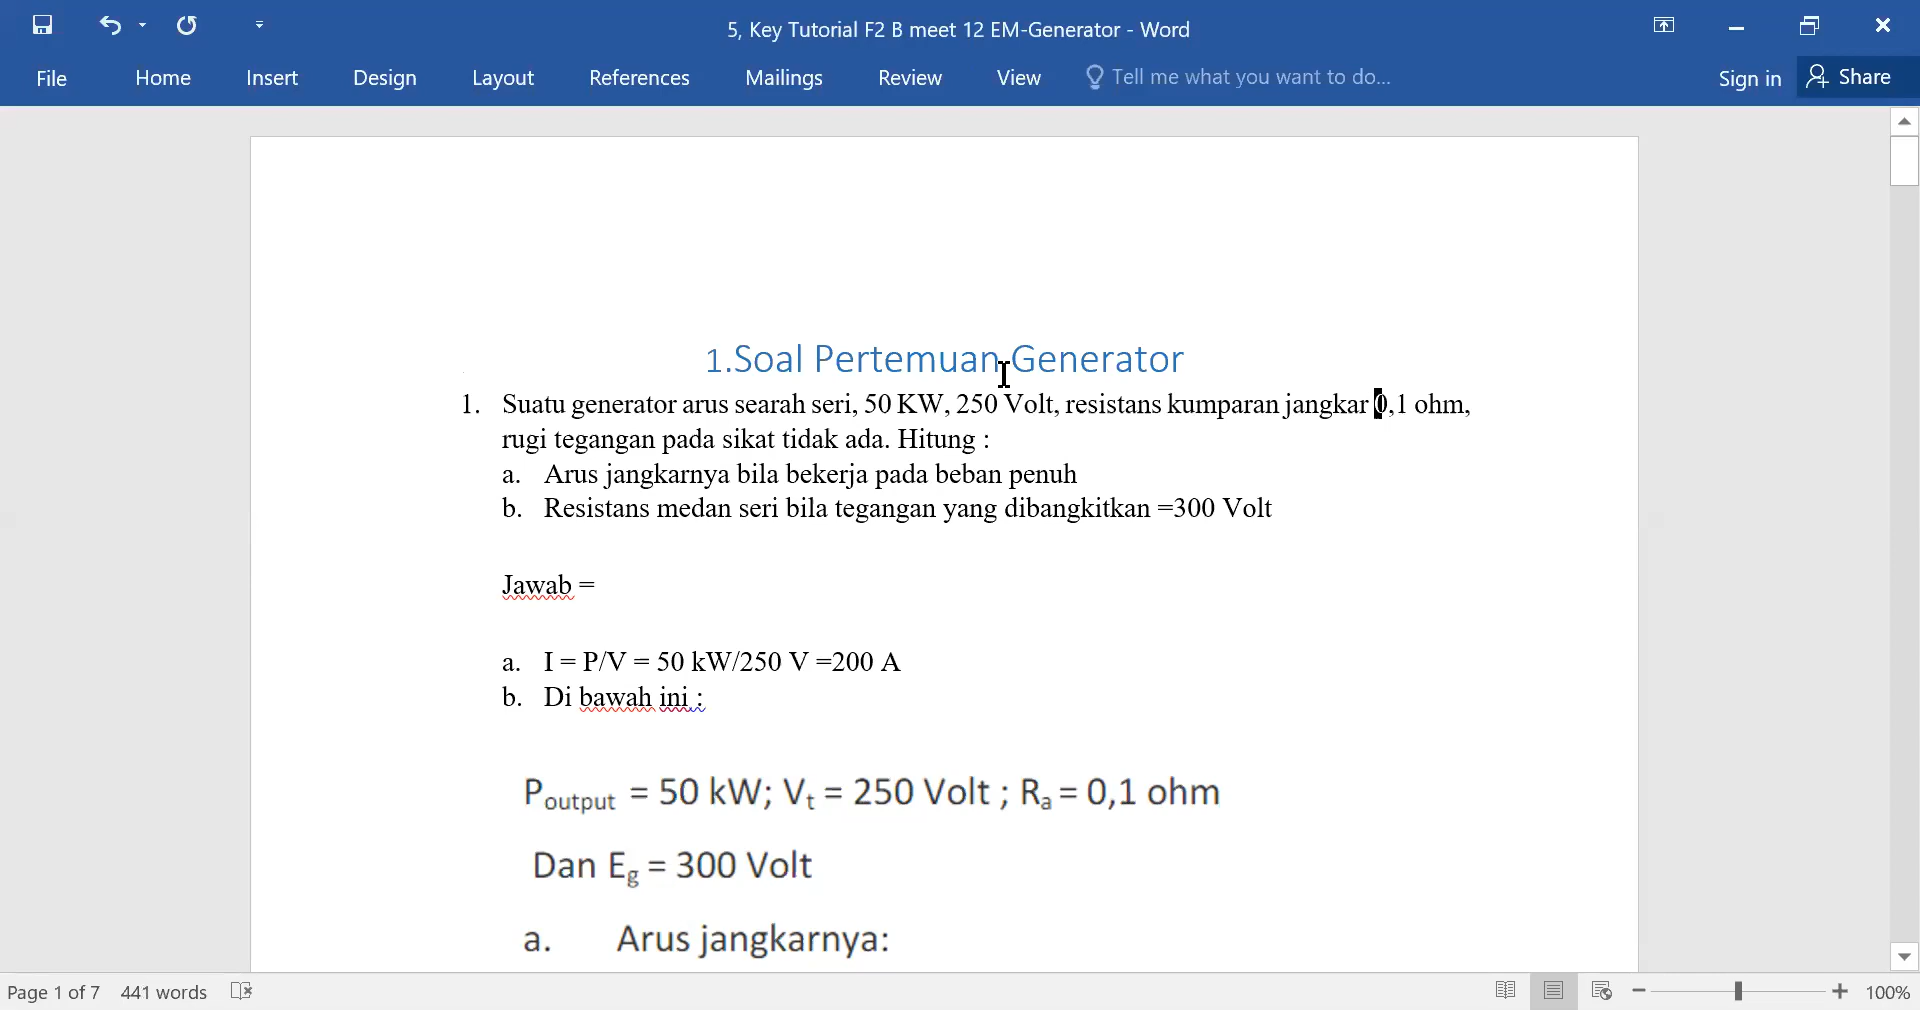 5, Key Tutorial F2 B meet 12 EM-Generator - Word
File Home Insert Design Layout References Mailings Review View Tell me what you want to do... Sign in Share
1.Soal Pertemuan Generator
1. Suatu generator arus searah seri, 50 KW, 250 Volt, resistans kumparan jangkar 0,1 ohm,
rugi tegangan pada sikat tidak ada. Hitung :
a. Arus jangkarnya bila bekerja pada beban penuh
b. Resistans medan seri bila tegangan yang dibangkitkan =300 Volt
Jawab =
a. I = P/V = 50 kW/250 V =200 A
b. Di bawah ini :
Poutput = 50 kW; Vt = 250 Volt ; Ra = 0,1 ohm
Dan Eg = 300 Volt
a. Arus jangkarnya:
Page 1 of 7 441 words 100%